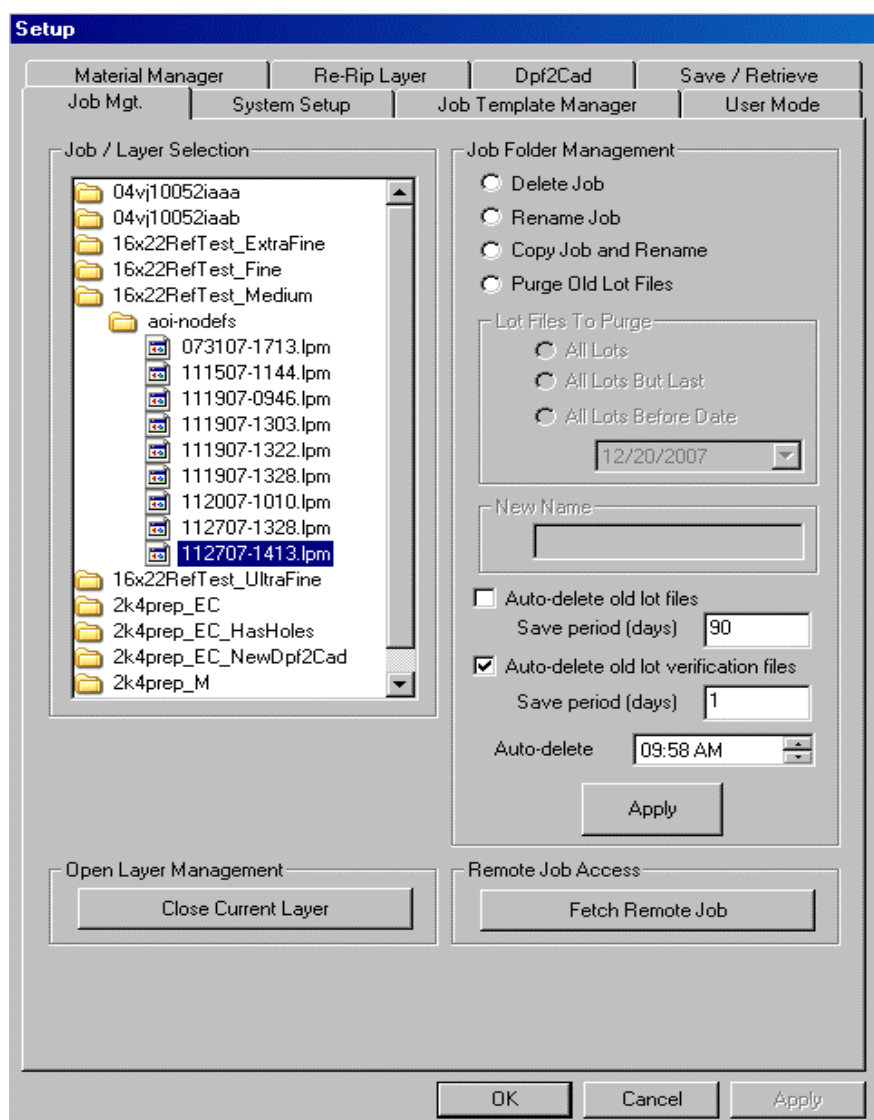 Setup
Material Manager
Re-Rip Layer
Dpf2Cad
Save / Retrieve
Job Mgt.
System Setup
Job Template Manager
User Mode
Job / Layer Selection
04vj10052iaaa
04vj10052iaab
16x22RefTest_ExtraFine
16x22RefTest_Fine
16x22RefTest_Medium
aoi-nodefs
073107-1713.lpm
111507-1144.lpm
111907-0946.lpm
111907-1303.lpm
111907-1322.lpm
111907-1328.lpm
112007-1010.lpm
112707-1328.lpm
112707-1413.lpm
16x22RefTest_UltraFine
2k4prep_EC
2k4prep_EC_HasHoles
2k4prep_EC_NewDpf2Cad
2k4prep_M
Job Folder Management
Delete Job
Rename Job
Copy Job and Rename
Purge Old Lot Files
Lot Files To Purge
All Lots
All Lots But Last
All Lots Before Date
12/20/2007
New Name
Auto-delete old lot files
Save period (days) 90
Auto-delete old lot verification files
Save period (days) 1
Auto-delete 09:58 AM
Apply
Open Layer Management
Close Current Layer
Remote Job Access
Fetch Remote Job
OK
Cancel
Apply